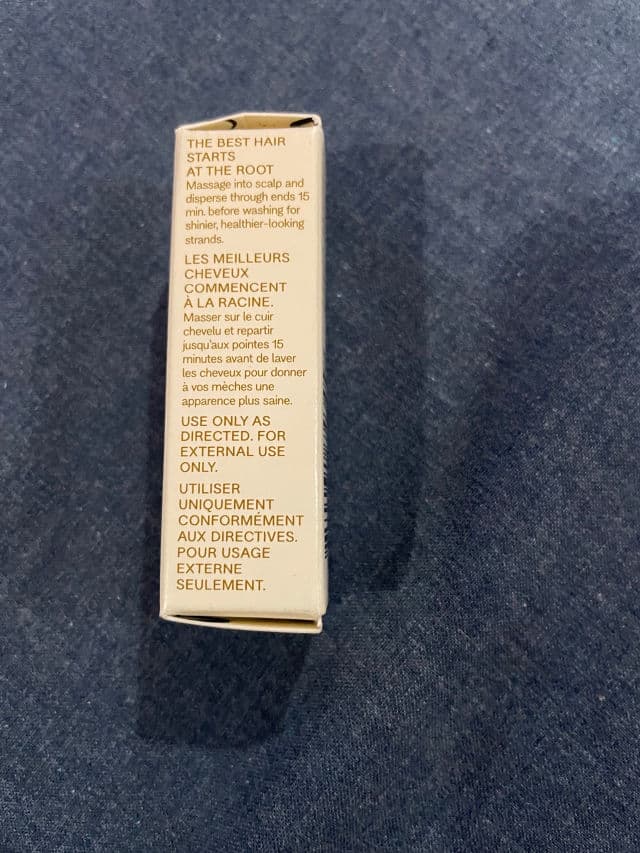 THE BEST HAIR
STARTS
AT THE ROOT
Massage into scalp and
disperse through ends 15
min. before washing for
shinier, healthier-looking
strands.
LES MEILLEURS
CHEVEUX
COMMENCENT
À LA RACINE.
Masser sur le cuir
chevelu et repartir
jusqu'aux pointes 15
minutes avant de laver
les cheveux pour donner
à vos mèches une
apparence plus saine.
USE ONLY AS
DIRECTED. FOR
EXTERNAL USE
ONLY.
UTILISER
UNIQUEMENT
CONFORMÉMENT
AUX DIRECTIVES.
POUR USAGE
EXTERNE
SEULEMENT.